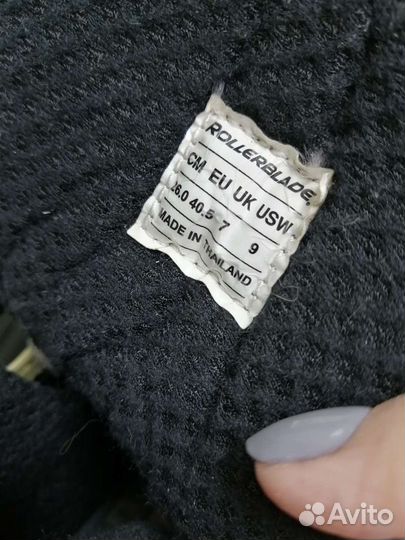 ROLLERBLADE
CM EU UK USW
26.0 40.5 7 9
MADE IN THAILAND
Avito